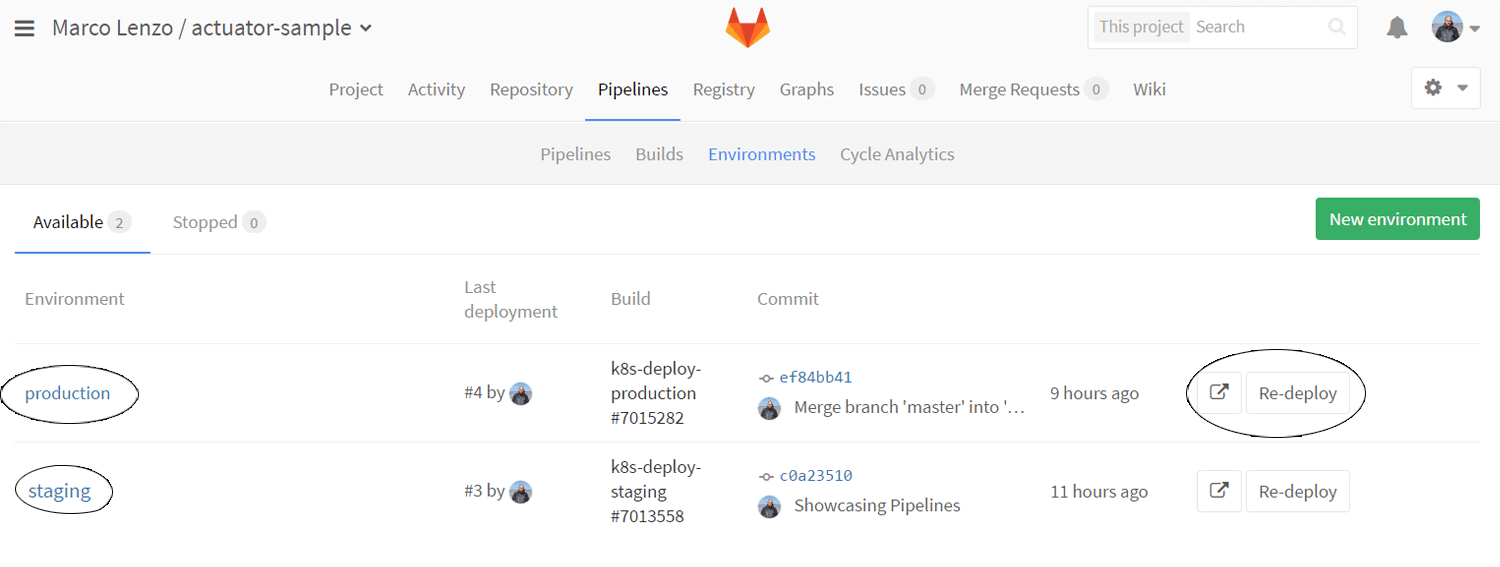 Marco Lenzo / actuator-sample
This project Search
Project Activity Repository Pipelines Registry Graphs Issues 0 Merge Requests 0 Wiki
Pipelines Builds Environments Cycle Analytics
Available 2 Stopped 0
New environment
Environment
Last
deployment
Build
Commit
production
#4 by
k8s-deploy-
production
#7015282
ef84bb41
Merge branch 'master' into '…
9 hours ago
Re-deploy
staging
#3 by
k8s-deploy-
staging
#7013558
c0a23510
Showcasing Pipelines
11 hours ago
Re-deploy